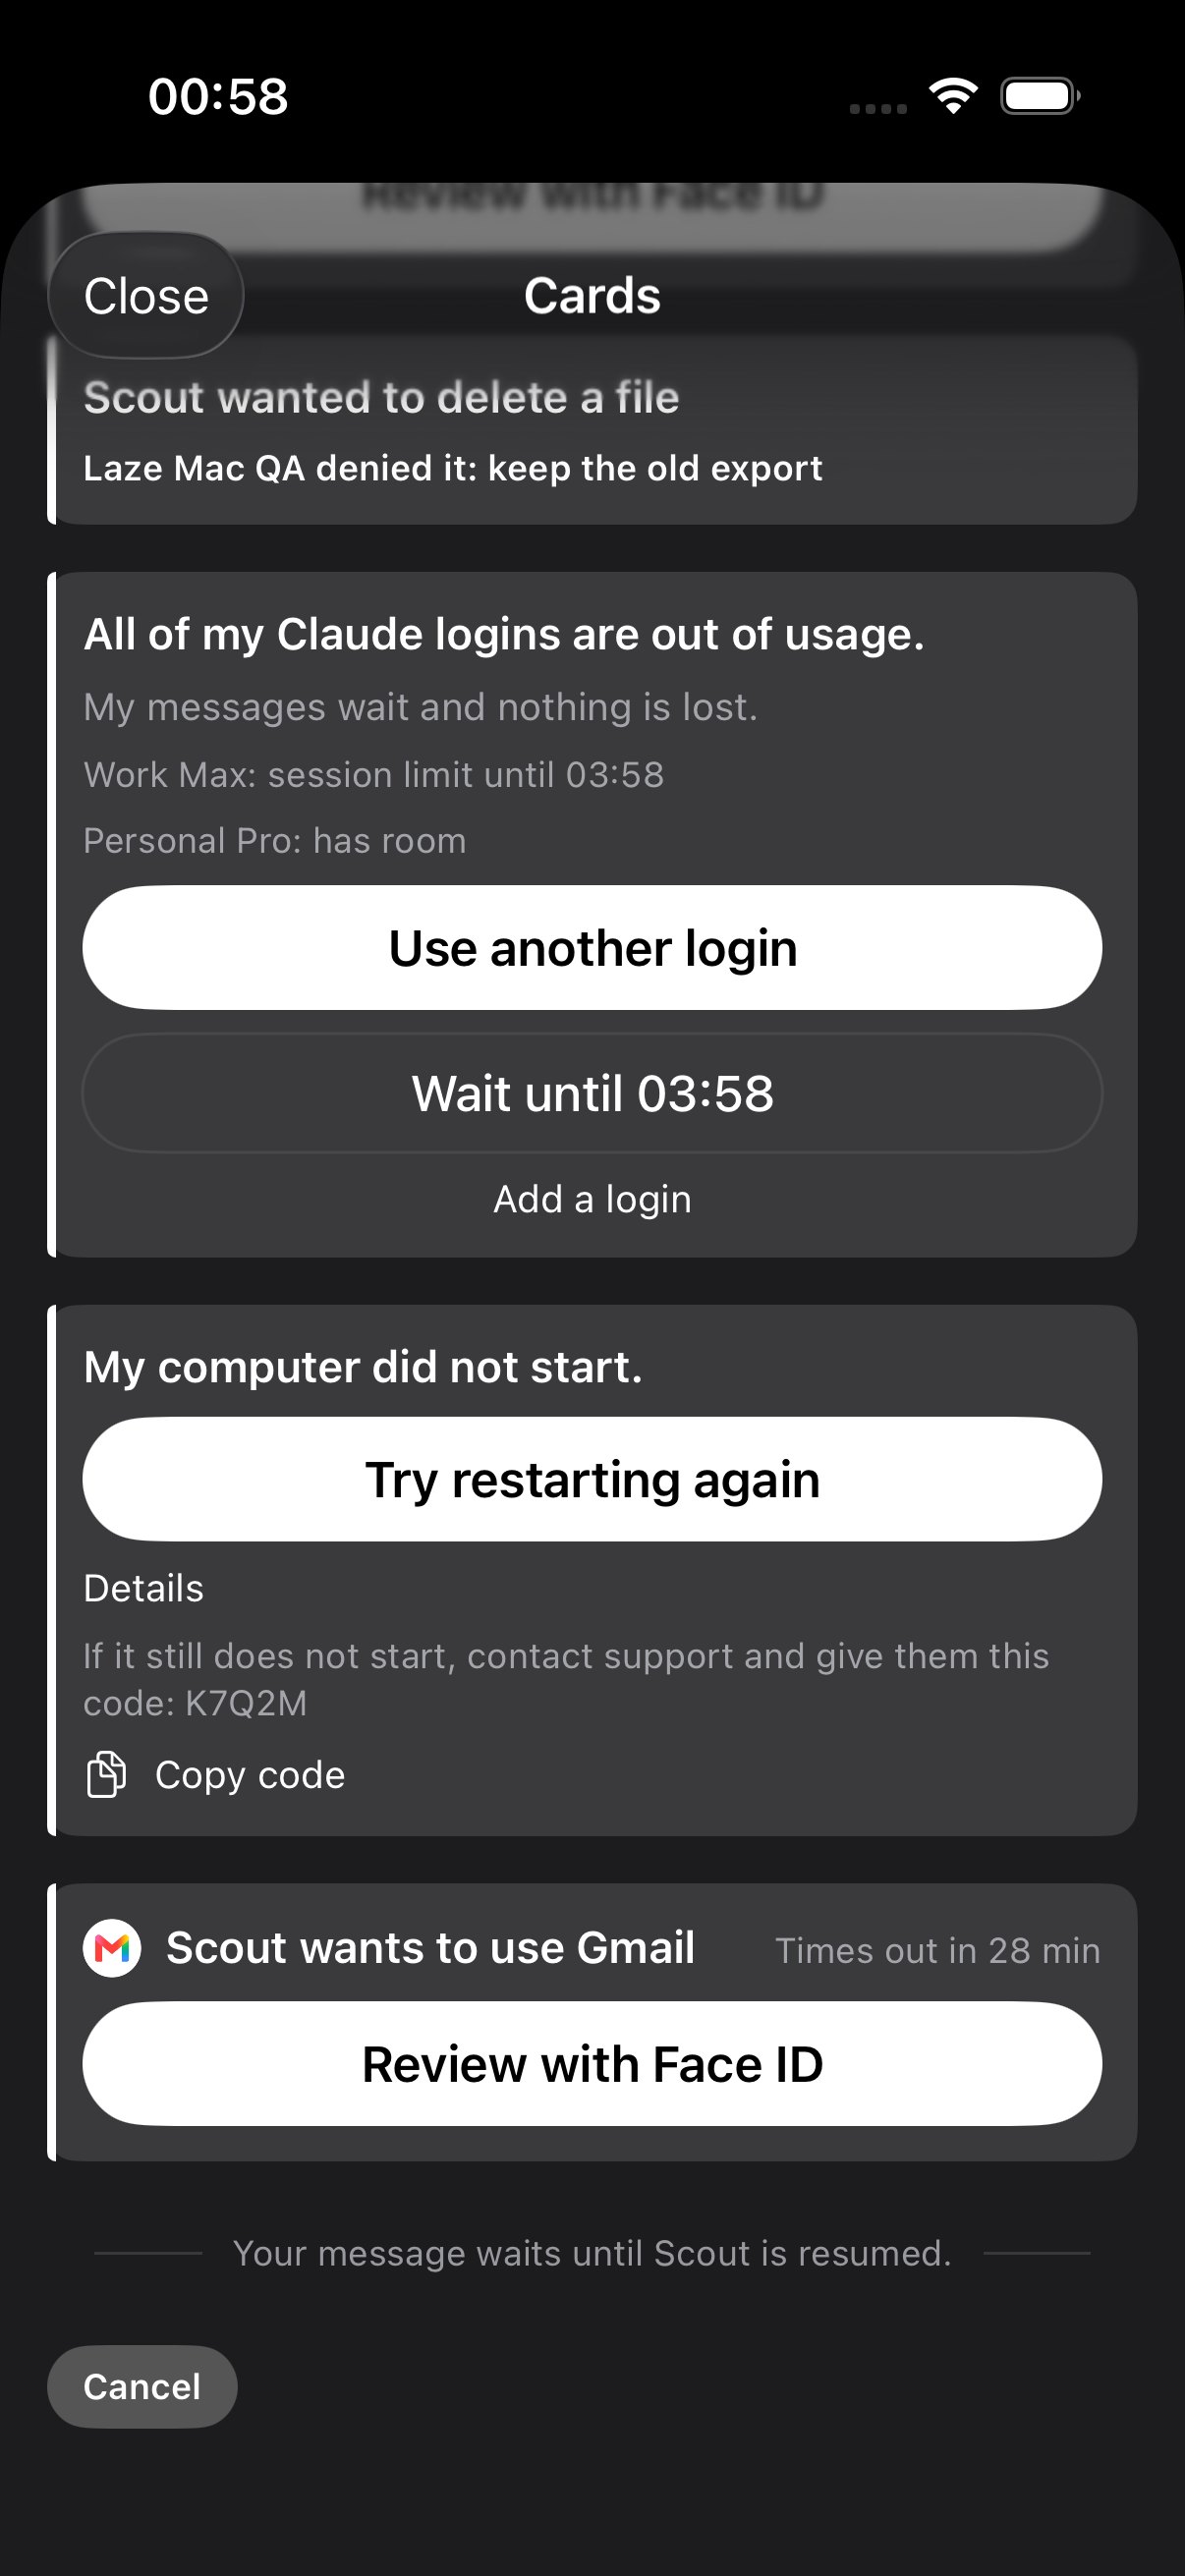 00:58
Review with Face ID
Close
Cards
Scout wanted to delete a file
Laze Mac QA denied it: keep the old export
All of my Claude logins are out of usage.
My messages wait and nothing is lost.
Work Max: session limit until 03:58
Personal Pro: has room
Use another login
Wait until 03:58
Add a login
My computer did not start.
Try restarting again
Details
If it still does not start, contact support and give them this
code: K7Q2M
Copy code
Scout wants to use Gmail
Times out in 28 min
Review with Face ID
Your message waits until Scout is resumed.
Cancel